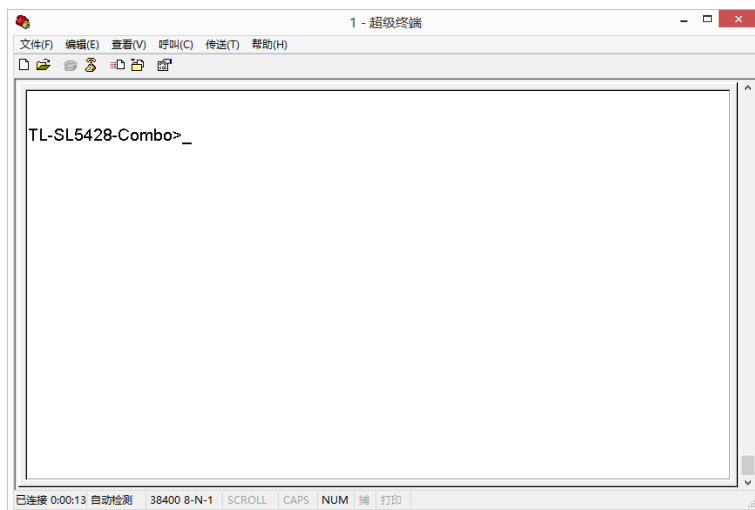 1 - 超级终端
文件(F) 编辑(E) 查看(V) 呼叫(C) 传送(T) 帮助(H)
TL-SL5428-Combo>_
已连接 0:00:13 自动检测 38400 8-N-1 SCROLL CAPS NUM 捕 打印